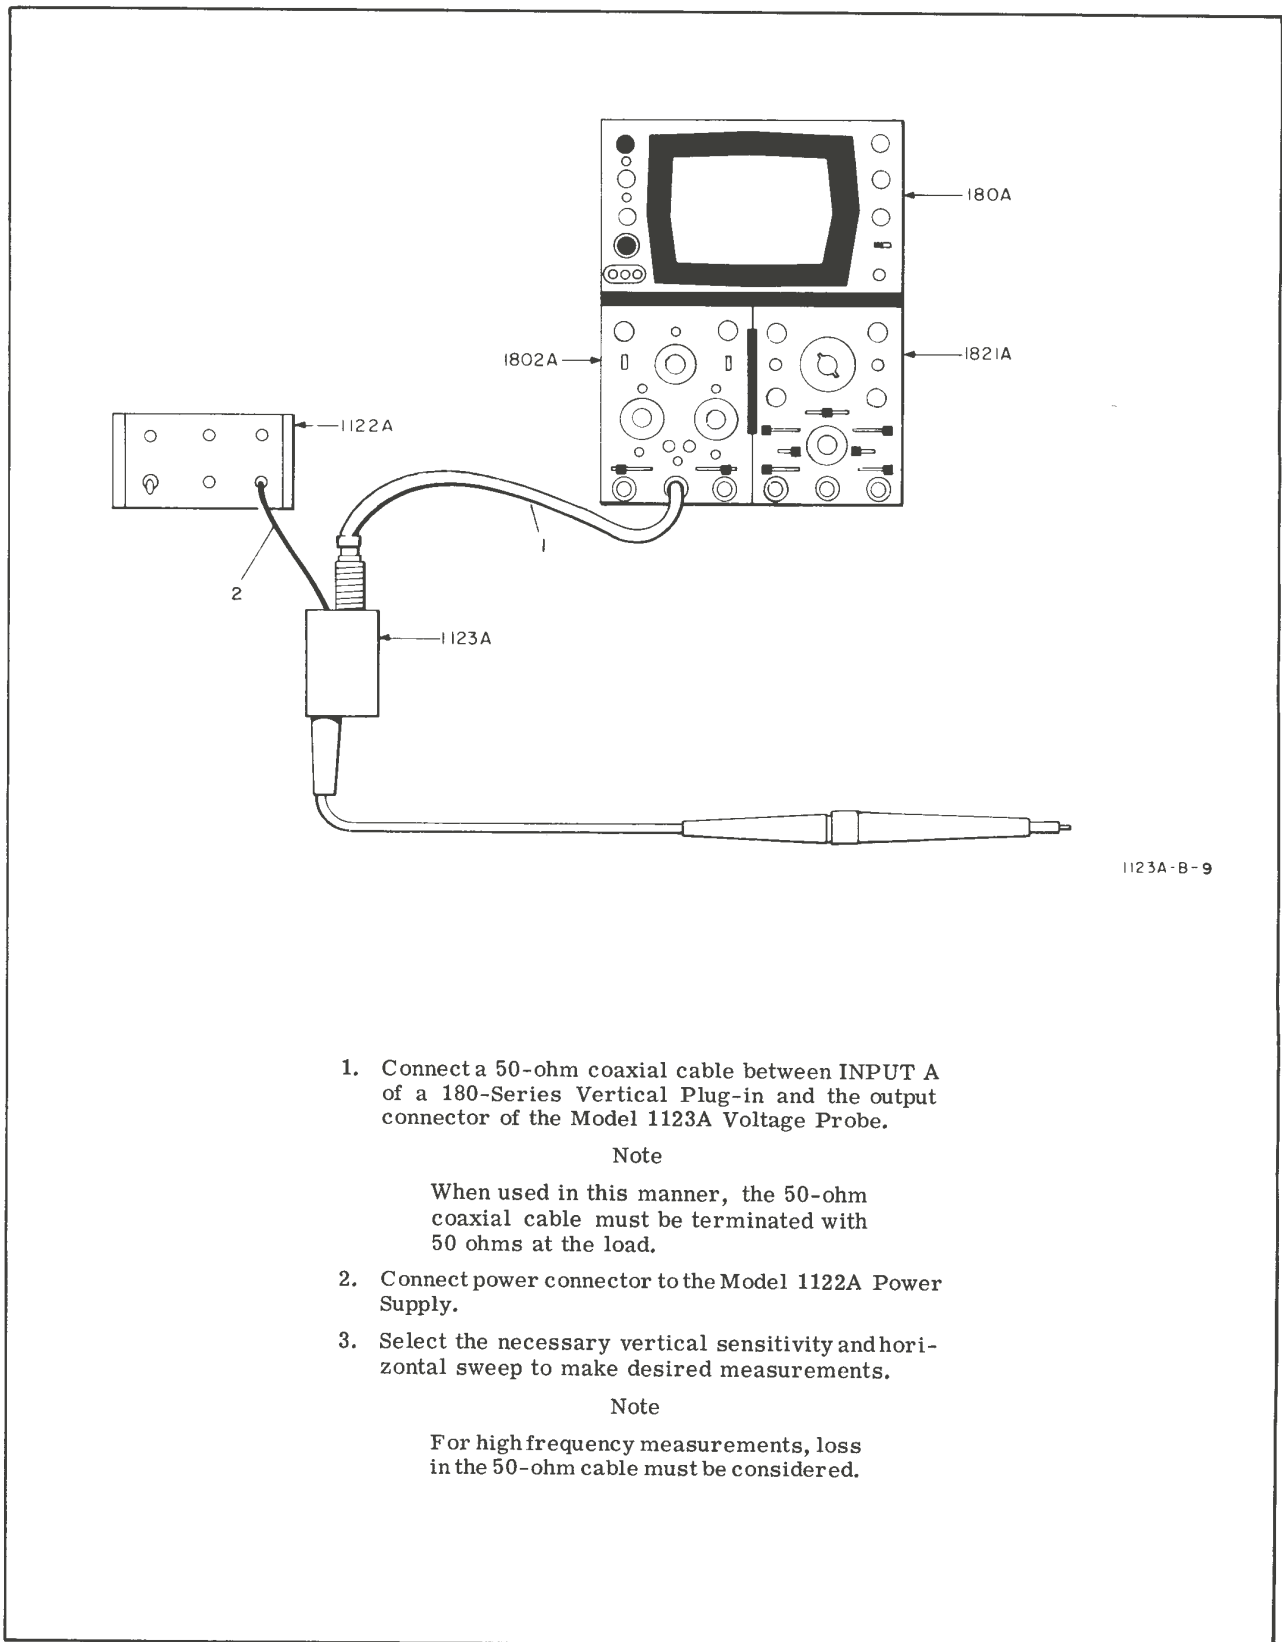 180A
1802A
1821A
1122A
1
2
1123A
1123A-B-9
1. Connect a 50-ohm coaxial cable between INPUT A
of a 180-Series Vertical Plug-in and the output
connector of the Model 1123A Voltage Probe.
Note
When used in this manner, the 50-ohm
coaxial cable must be terminated with
50 ohms at the load.
2. Connect power connector to the Model 1122A Power
Supply.
3. Select the necessary vertical sensitivity and hori-
zontal sweep to make desired measurements.
Note
For high frequency measurements, loss
in the 50-ohm cable must be considered.